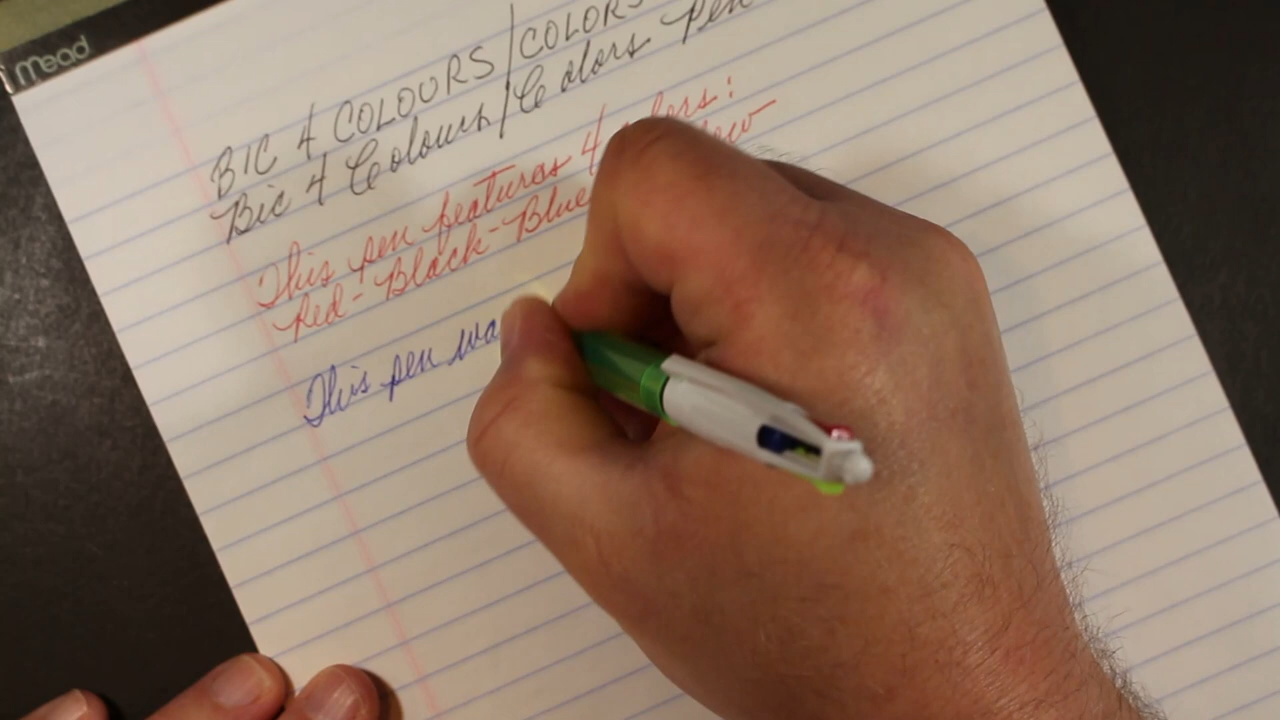 mead
BIC 4 COLOURS/COLORS
Bic 4 Colours/Colors Pen
This pen features 4 colors:
Red-Black-Blue
This pen wa